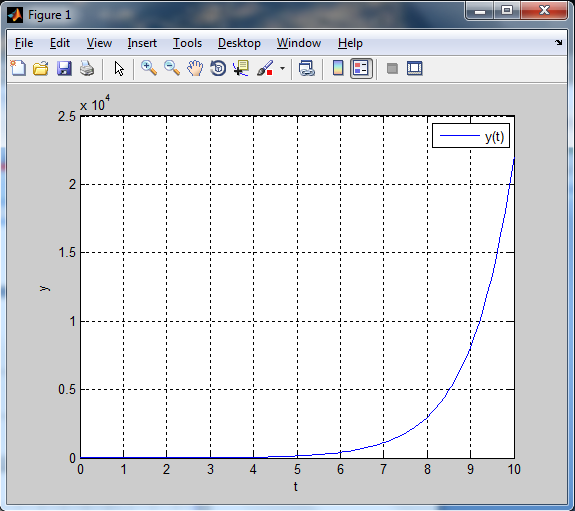 Figure 1
File Edit View Insert Tools Desktop Window Help
x 10^4
2.5
2
1.5
1
0.5
0
y
y(t)
0 1 2 3 4 5 6 7 8 9 10
t